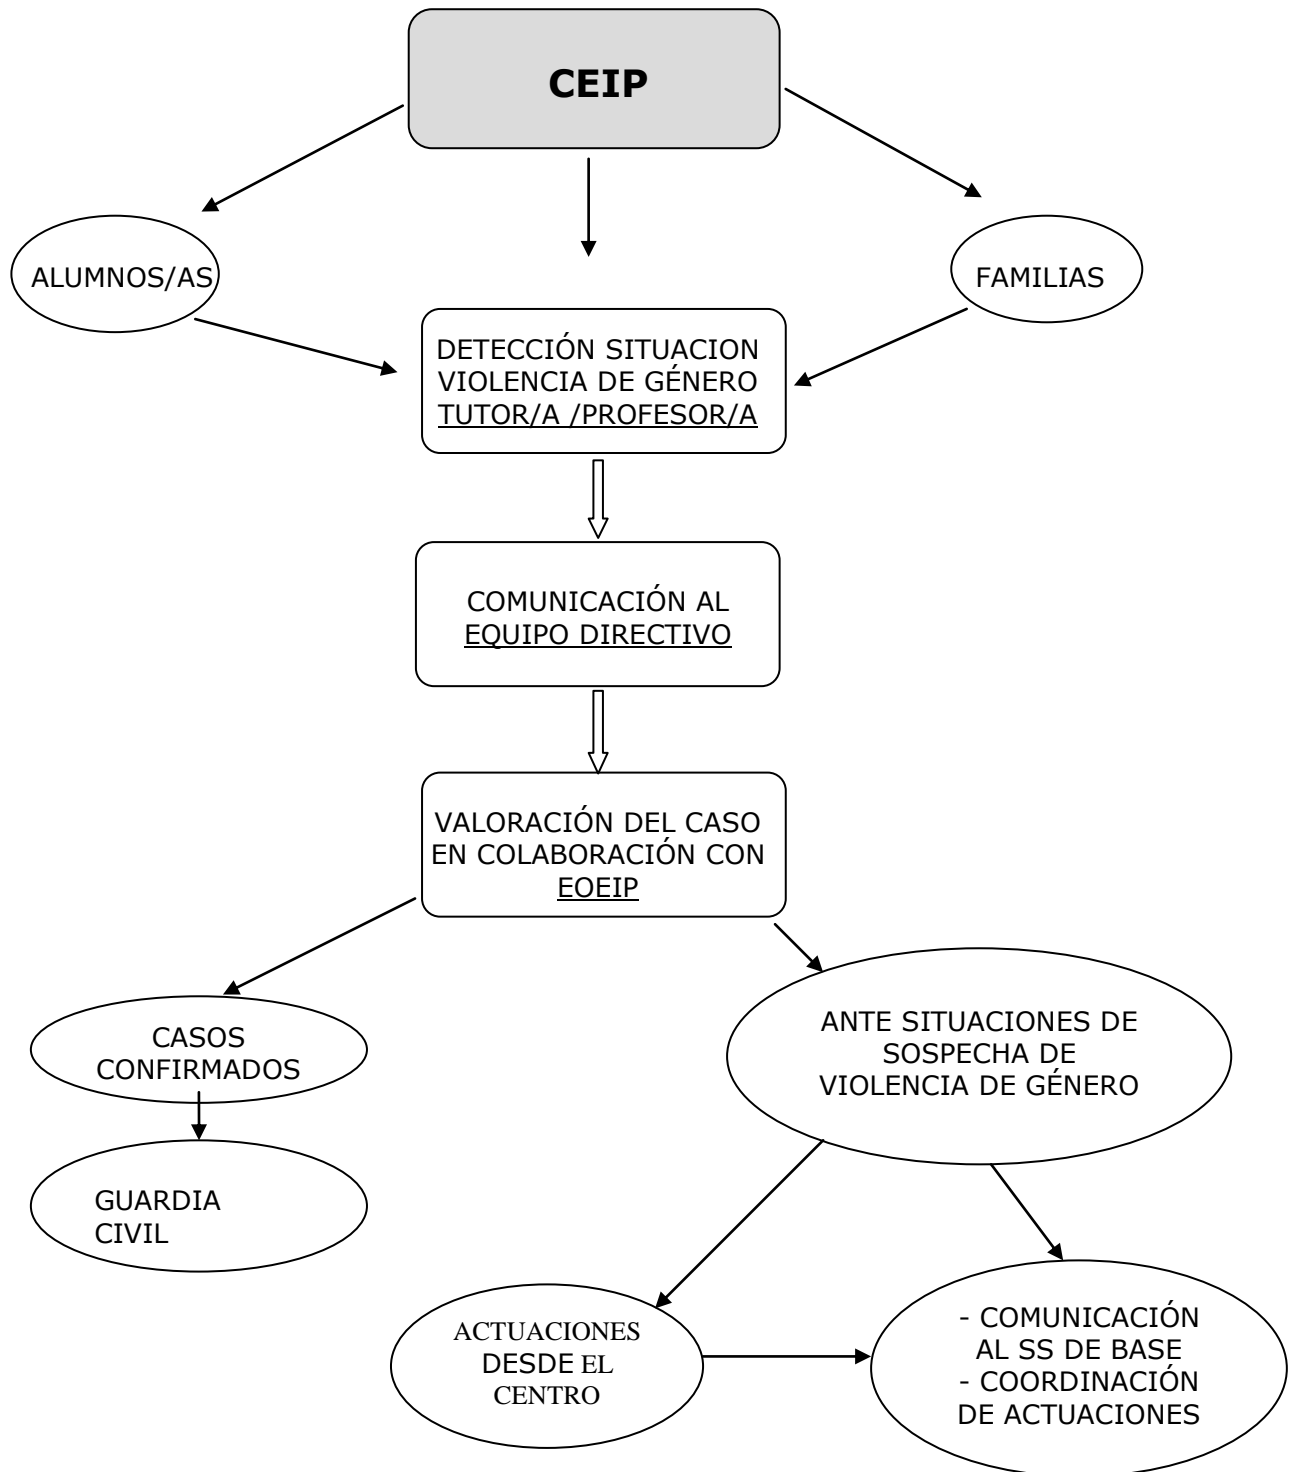 CEIP
ALUMNOS/AS
FAMILIAS
DETECCIÓN SITUACION
VIOLENCIA DE GÉNERO
TUTOR/A /PROFESOR/A
COMUNICACIÓN AL
EQUIPO DIRECTIVO
VALORACIÓN DEL CASO
EN COLABORACIÓN CON
EOEIP
CASOS
CONFIRMADOS
ANTE SITUACIONES DE
SOSPECHA DE
VIOLENCIA DE GÉNERO
GUARDIA
CIVIL
ACTUACIONES
DESDE EL
CENTRO
- COMUNICACIÓN
AL SS DE BASE
- COORDINACIÓN
DE ACTUACIONES